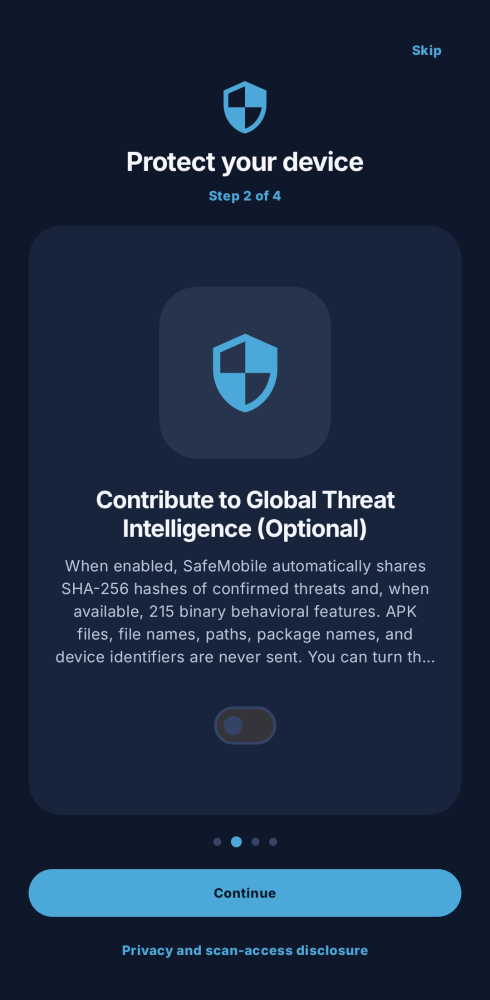 Skip
Protect your device
Step 2 of 4
Contribute to Global Threat
Intelligence (Optional)
When enabled, SafeMobile automatically shares
SHA-256 hashes of confirmed threats and, when
available, 215 binary behavioral features. APK
files, file names, paths, package names, and
device identifiers are never sent. You can turn th...
Continue
Privacy and scan-access disclosure